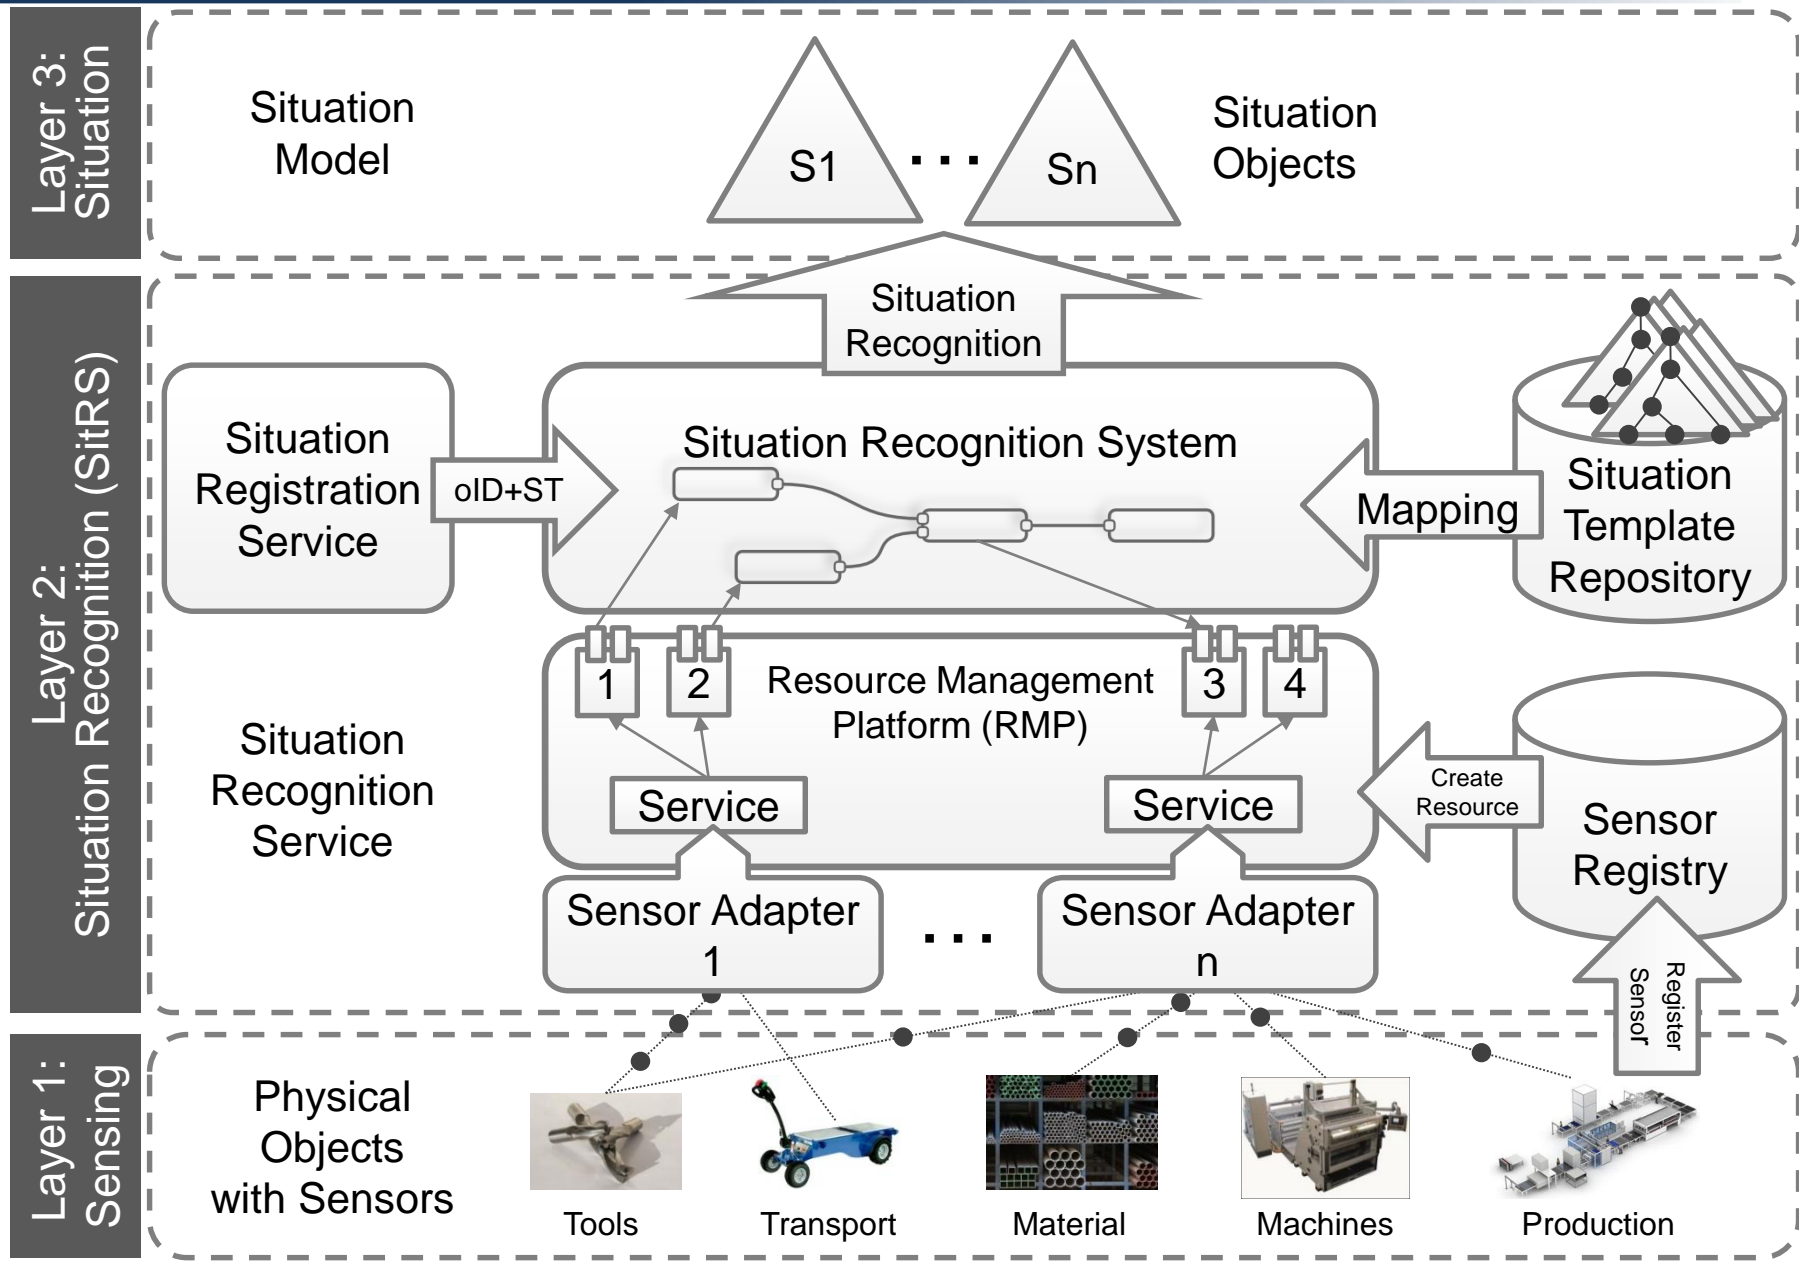 Layer 3:
Situation
Situation
Model
S1
...
Sn
Situation
Objects
Layer 2:
Situation Recognition (SitRS)
Situation
Recognition
Situation
Registration
Service
oID+ST
Situation Recognition System
Mapping
Situation
Template
Repository
Situation
Recognition
Service
1
2
Resource Management
Platform (RMP)
3
4
Service
Service
Create
Resource
Sensor
Registry
Sensor Adapter
1
...
Sensor Adapter
n
Register
Sensor
Layer 1:
Sensing
Physical
Objects
with Sensors
Tools
Transport
Material
Machines
Production